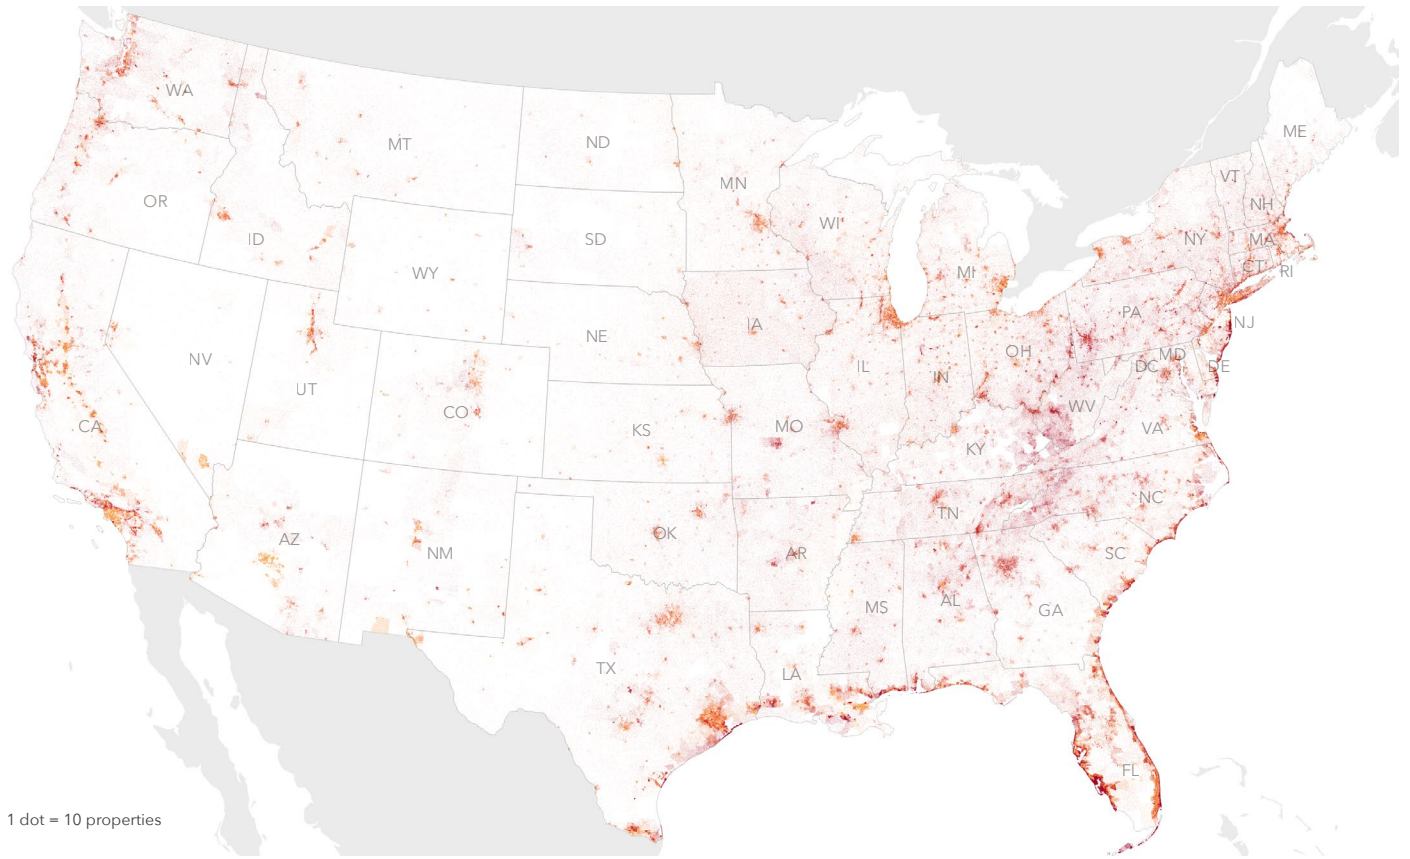 WA
MT
ND
ME
MN
VT
OR
NH
WI
ID
SD
NY
MA
WY
MI
CT
RI
PA
NJ
IA
NE
NV
OH
MD
IL
DC
DE
UT
IN
CO
WV
CA
MO
VA
KS
KY
NC
TN
AZ
OK
NM
AR
SC
AL
MS
GA
TX
LA
FL
1 dot = 10 properties